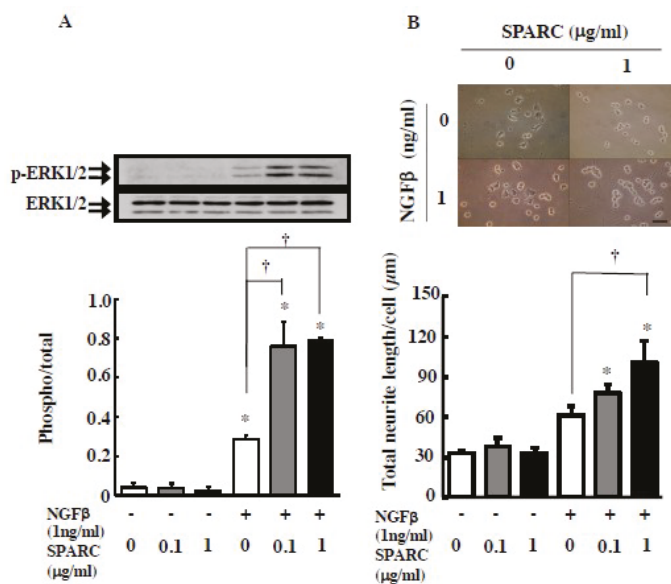 A
p-ERK1/2
ERK1/2
†
†
*
*
*
Phospho/total
1.0
0.8
0.6
0.4
0.2
0
NGFβ - - - + + +
(1ng/ml)
SPARC 0 0.1 1 0 0.1 1
(μg/ml)
B
SPARC (μg/ml)
0 1
NGFβ (ng/ml)
0
1
†
*
*
Total neurite length/cell (μm)
150
120
90
60
30
0
NGFβ - - - + + +
(1ng/ml)
SPARC 0 0.1 1 0 0.1 1
(μg/ml)